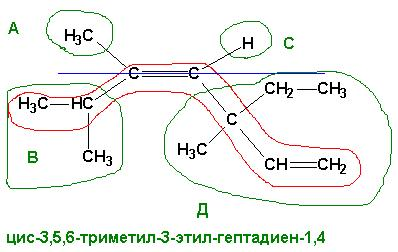 А
H₃C
H
С
C
C
CH₂
CH₃
H₃C
HC
C
В
CH₃
H₃C
CH
CH₂
Д
цис-3,5,6-триметил-3-этил-гептадиен-1,4